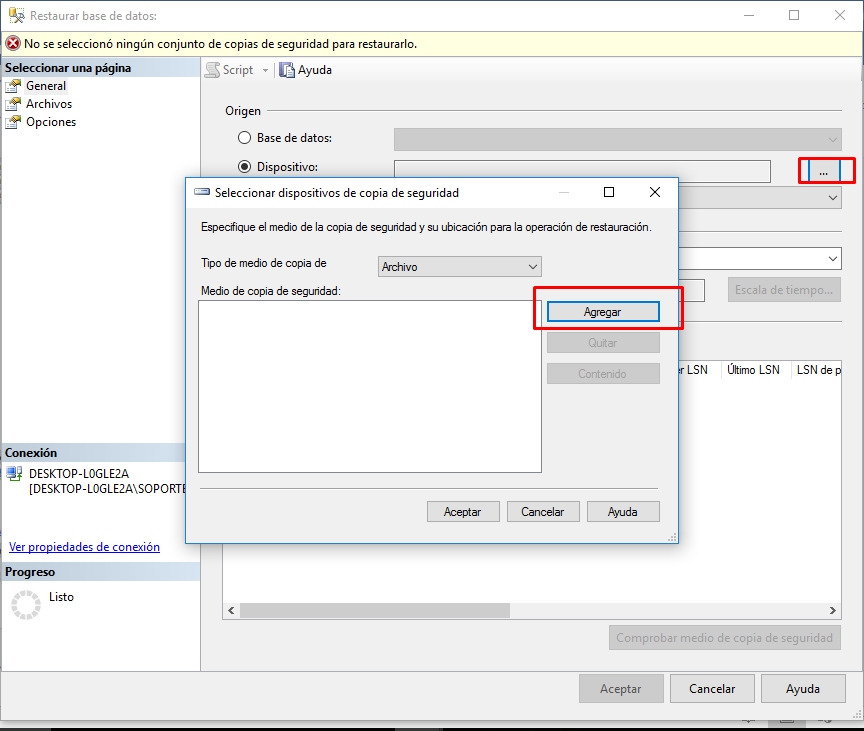 Restaurar base de datos:
No se seleccionó ningún conjunto de copias de seguridad para restaurarlo.
Seleccionar una página
General
Archivos
Opciones
Script
Ayuda
Origen
Base de datos:
Dispositivo:
...
Seleccionar dispositivos de copia de seguridad
Especifique el medio de la copia de seguridad y su ubicación para la operación de restauración.
Tipo de medio de copia de
Archivo
Medio de copia de seguridad:
Agregar
Quitar
Contenido
Aceptar
Cancelar
Ayuda
Escala de tiempo...
LSN
Último LSN
LSN de p
Conexión
DESKTOP-L0GLE2A
[DESKTOP-L0GLE2A\SOPORTE
Ver propiedades de conexión
Progreso
Listo
Comprobar medio de copia de seguridad
Aceptar
Cancelar
Ayuda